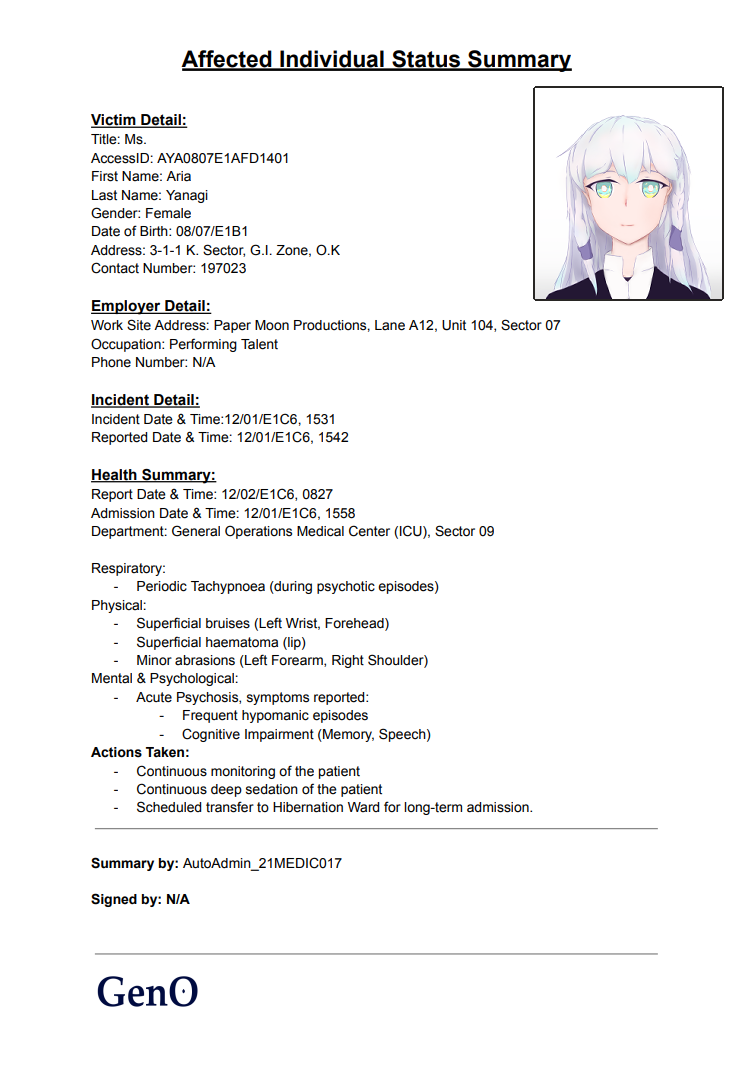 Affected Individual Status Summary
Victim Detail:
Title: Ms.
AccessID: AYA0807E1AFD1401
First Name: Aria
Last Name: Yanagi
Gender: Female
Date of Birth: 08/07/E1B1
Address: 3-1-1 K. Sector, G.I. Zone, O.K
Contact Number: 197023
Employer Detail:
Work Site Address: Paper Moon Productions, Lane A12, Unit 104, Sector 07
Occupation: Performing Talent
Phone Number: N/A
Incident Detail:
Incident Date & Time:12/01/E1C6, 1531
Reported Date & Time: 12/01/E1C6, 1542
Health Summary:
Report Date & Time: 12/02/E1C6, 0827
Admission Date & Time: 12/01/E1C6, 1558
Department: General Operations Medical Center (ICU), Sector 09
Respiratory:
- Periodic Tachypnoea (during psychotic episodes)
Physical:
- Superficial bruises (Left Wrist, Forehead)
- Superficial haematoma (lip)
- Minor abrasions (Left Forearm, Right Shoulder)
Mental & Psychological:
- Acute Psychosis, symptoms reported:
- Frequent hypomanic episodes
- Cognitive Impairment (Memory, Speech)
Actions Taken:
- Continuous monitoring of the patient
- Continuous deep sedation of the patient
- Scheduled transfer to Hibernation Ward for long-term admission.
Summary by: AutoAdmin_21MEDIC017
Signed by: N/A
GenO